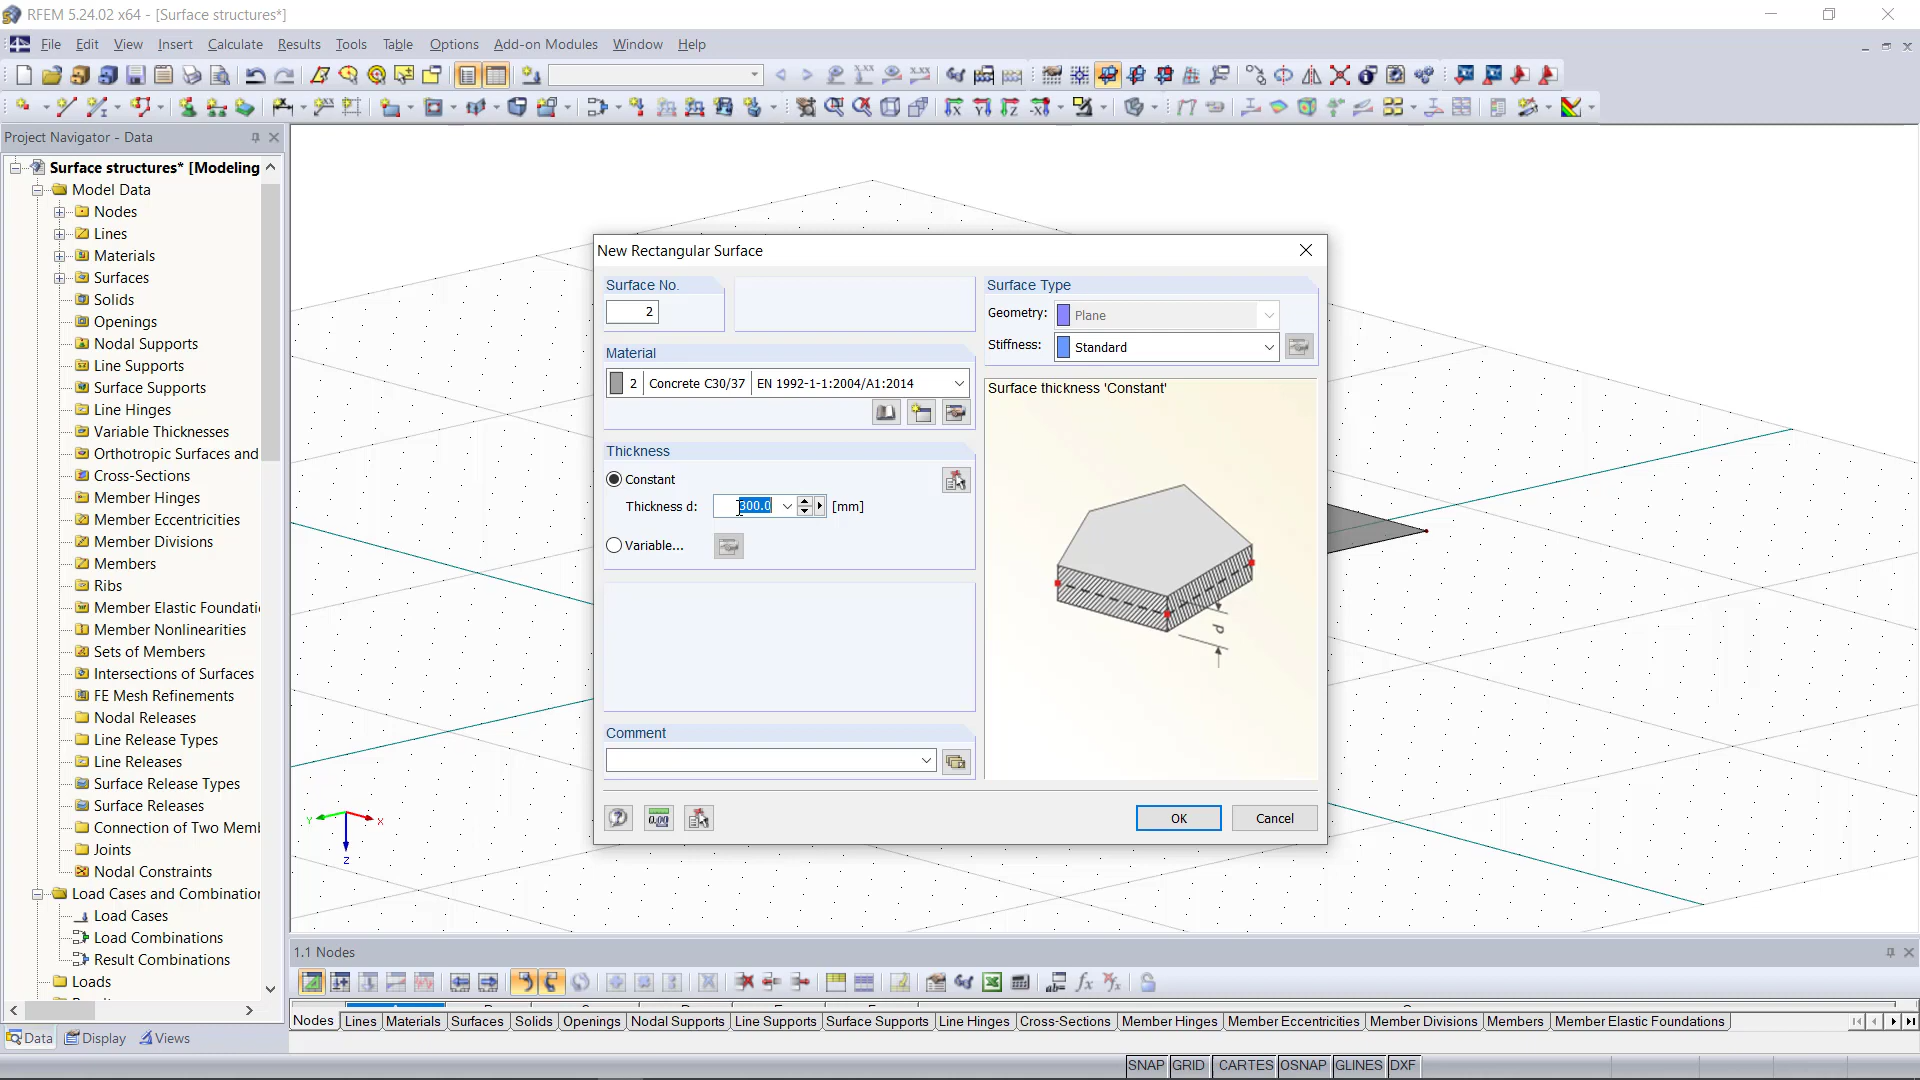 RFEM 5.24.02 x64 - [Surface structures*]
File Edit View Insert Calculate Results Tools Table Options Add-on Modules Window Help
Project Navigator - Data
Surface structures* [Modeling
Model Data
Nodes
Lines
Materials
Surfaces
Solids
Openings
Nodal Supports
Line Supports
Surface Supports
Line Hinges
Variable Thicknesses
Orthotropic Surfaces and
Cross-Sections
Member Hinges
Member Eccentricities
Member Divisions
Members
Ribs
Member Elastic Foundati
Member Nonlinearities
Sets of Members
Intersections of Surfaces
FE Mesh Refinements
Nodal Releases
Line Release Types
Line Releases
Surface Release Types
Surface Releases
Connection of Two Memb
Joints
Nodal Constraints
Load Cases and Combination
Load Cases
Load Combinations
Result Combinations
Loads
Data Display Views
New Rectangular Surface
Surface No.
2
Material
2 Concrete C30/37 EN 1992-1-1:2004/A1:2014
Thickness
Constant
Thickness d: 300.0 [mm]
Variable...
Comment
Surface Type
Geometry: Plane
Stiffness: Standard
Surface thickness 'Constant'
d
0.00
OK Cancel
Y X
Z
1.1 Nodes
Nodes Lines Materials Surfaces Solids Openings Nodal Supports Line Supports Surface Supports Line Hinges Cross-Sections Member Hinges Member Eccentricities Member Divisions Members Member Elastic Foundations
SNAP GRID CARTES OSNAP GLINES DXF